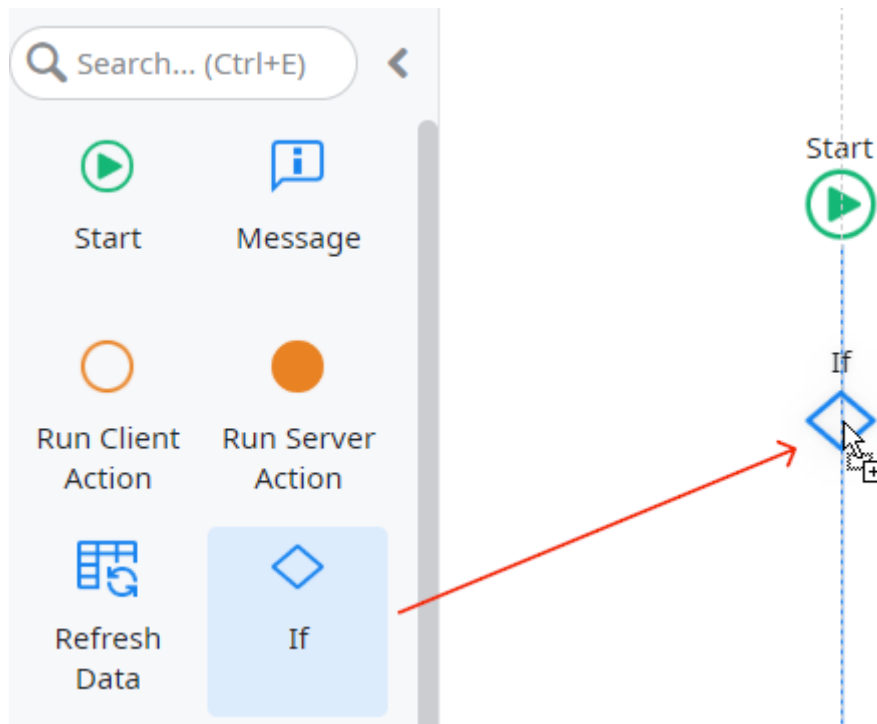 Search... (Ctrl+E)
Start
Message
Run Client
Action
Run Server
Action
Refresh
Data
If
Start
If